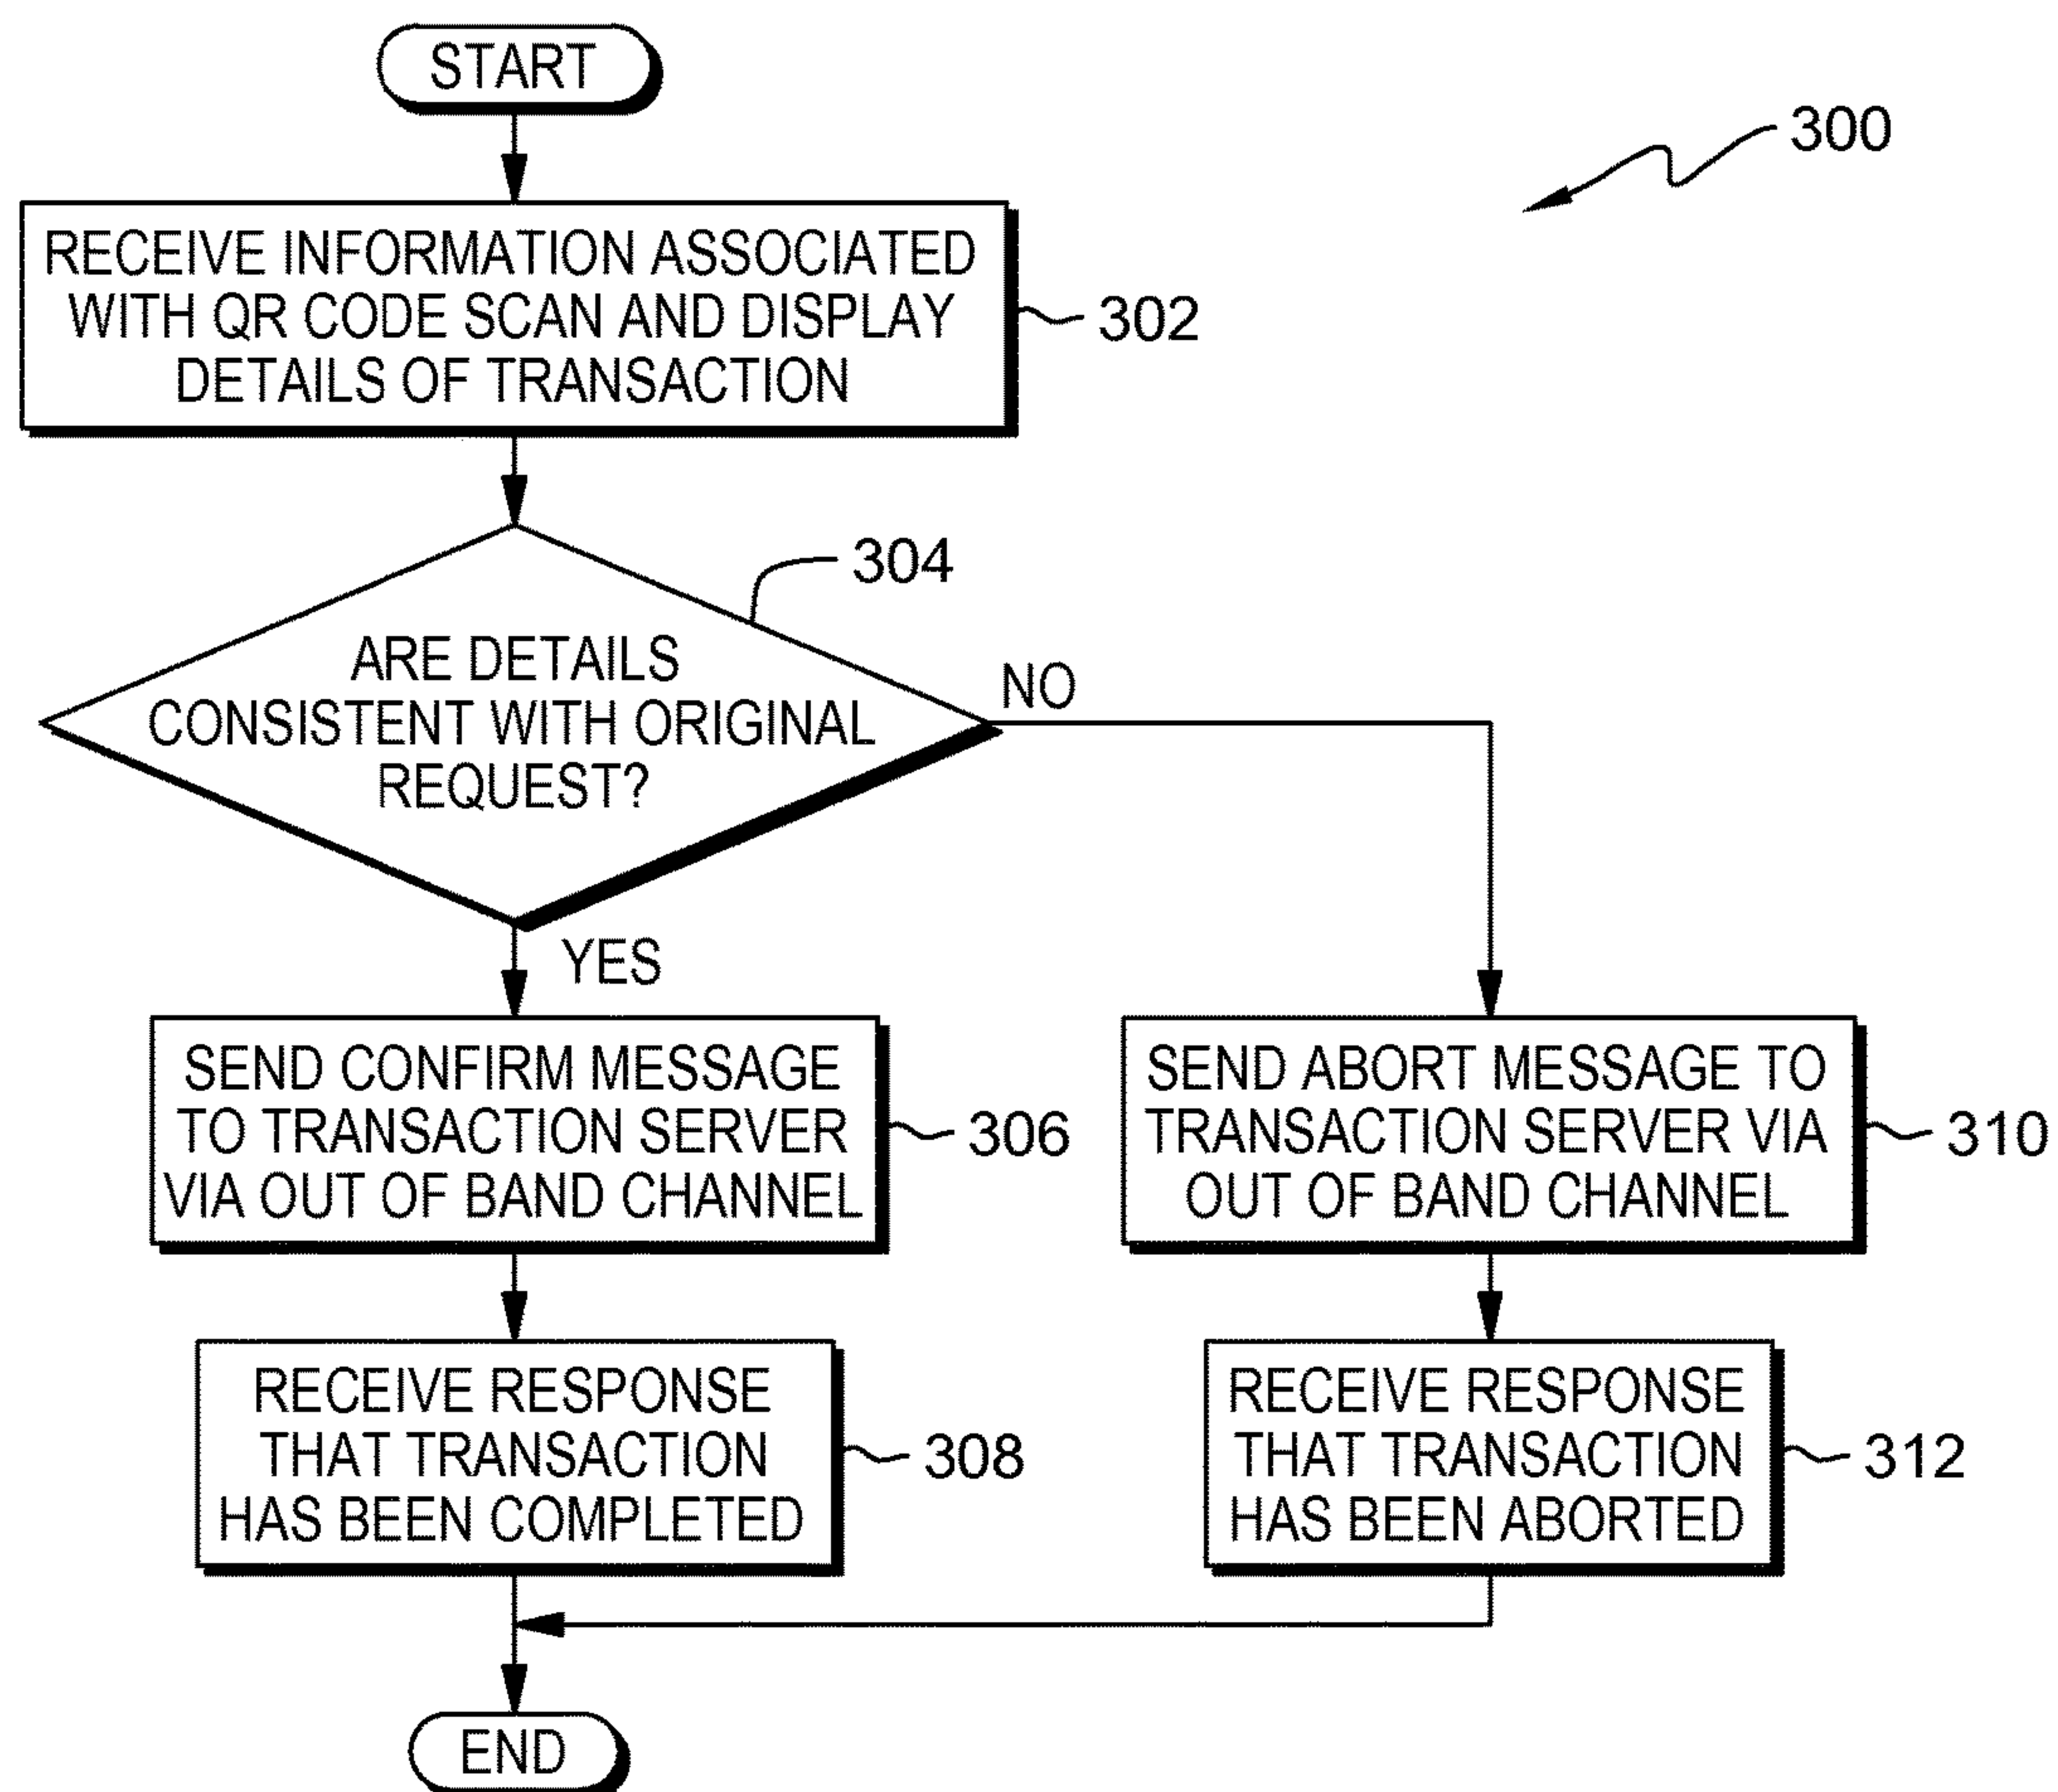 START
300
RECEIVE INFORMATION ASSOCIATED
WITH QR CODE SCAN AND DISPLAY
DETAILS OF TRANSACTION
302
304
ARE DETAILS
CONSISTENT WITH ORIGINAL
REQUEST?
NO
YES
SEND CONFIRM MESSAGE
TO TRANSACTION SERVER
VIA OUT OF BAND CHANNEL
306
SEND ABORT MESSAGE TO
TRANSACTION SERVER VIA
OUT OF BAND CHANNEL
310
RECEIVE RESPONSE
THAT TRANSACTION
HAS BEEN COMPLETED
308
RECEIVE RESPONSE
THAT TRANSACTION
HAS BEEN ABORTED
312
END